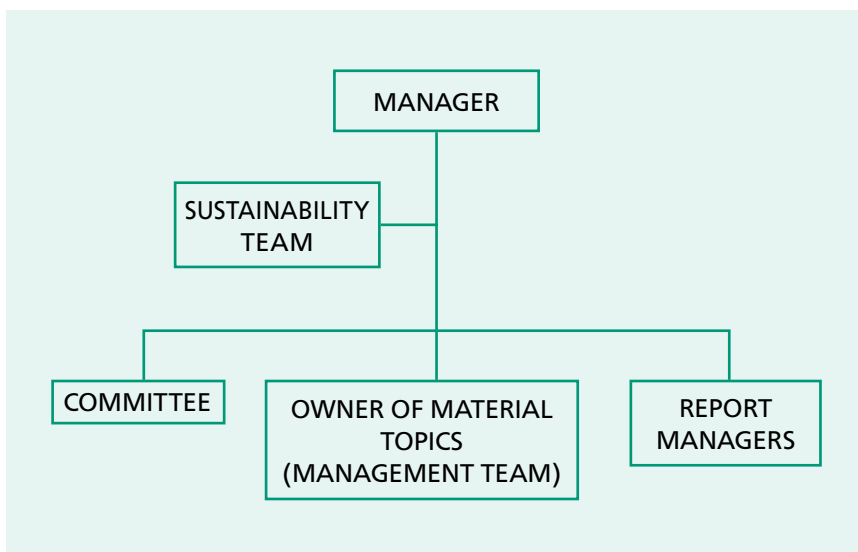 MANAGER
SUSTAINABILITY
TEAM
COMMITTEE
OWNER OF MATERIAL
TOPICS
(MANAGEMENT TEAM)
REPORT
MANAGERS